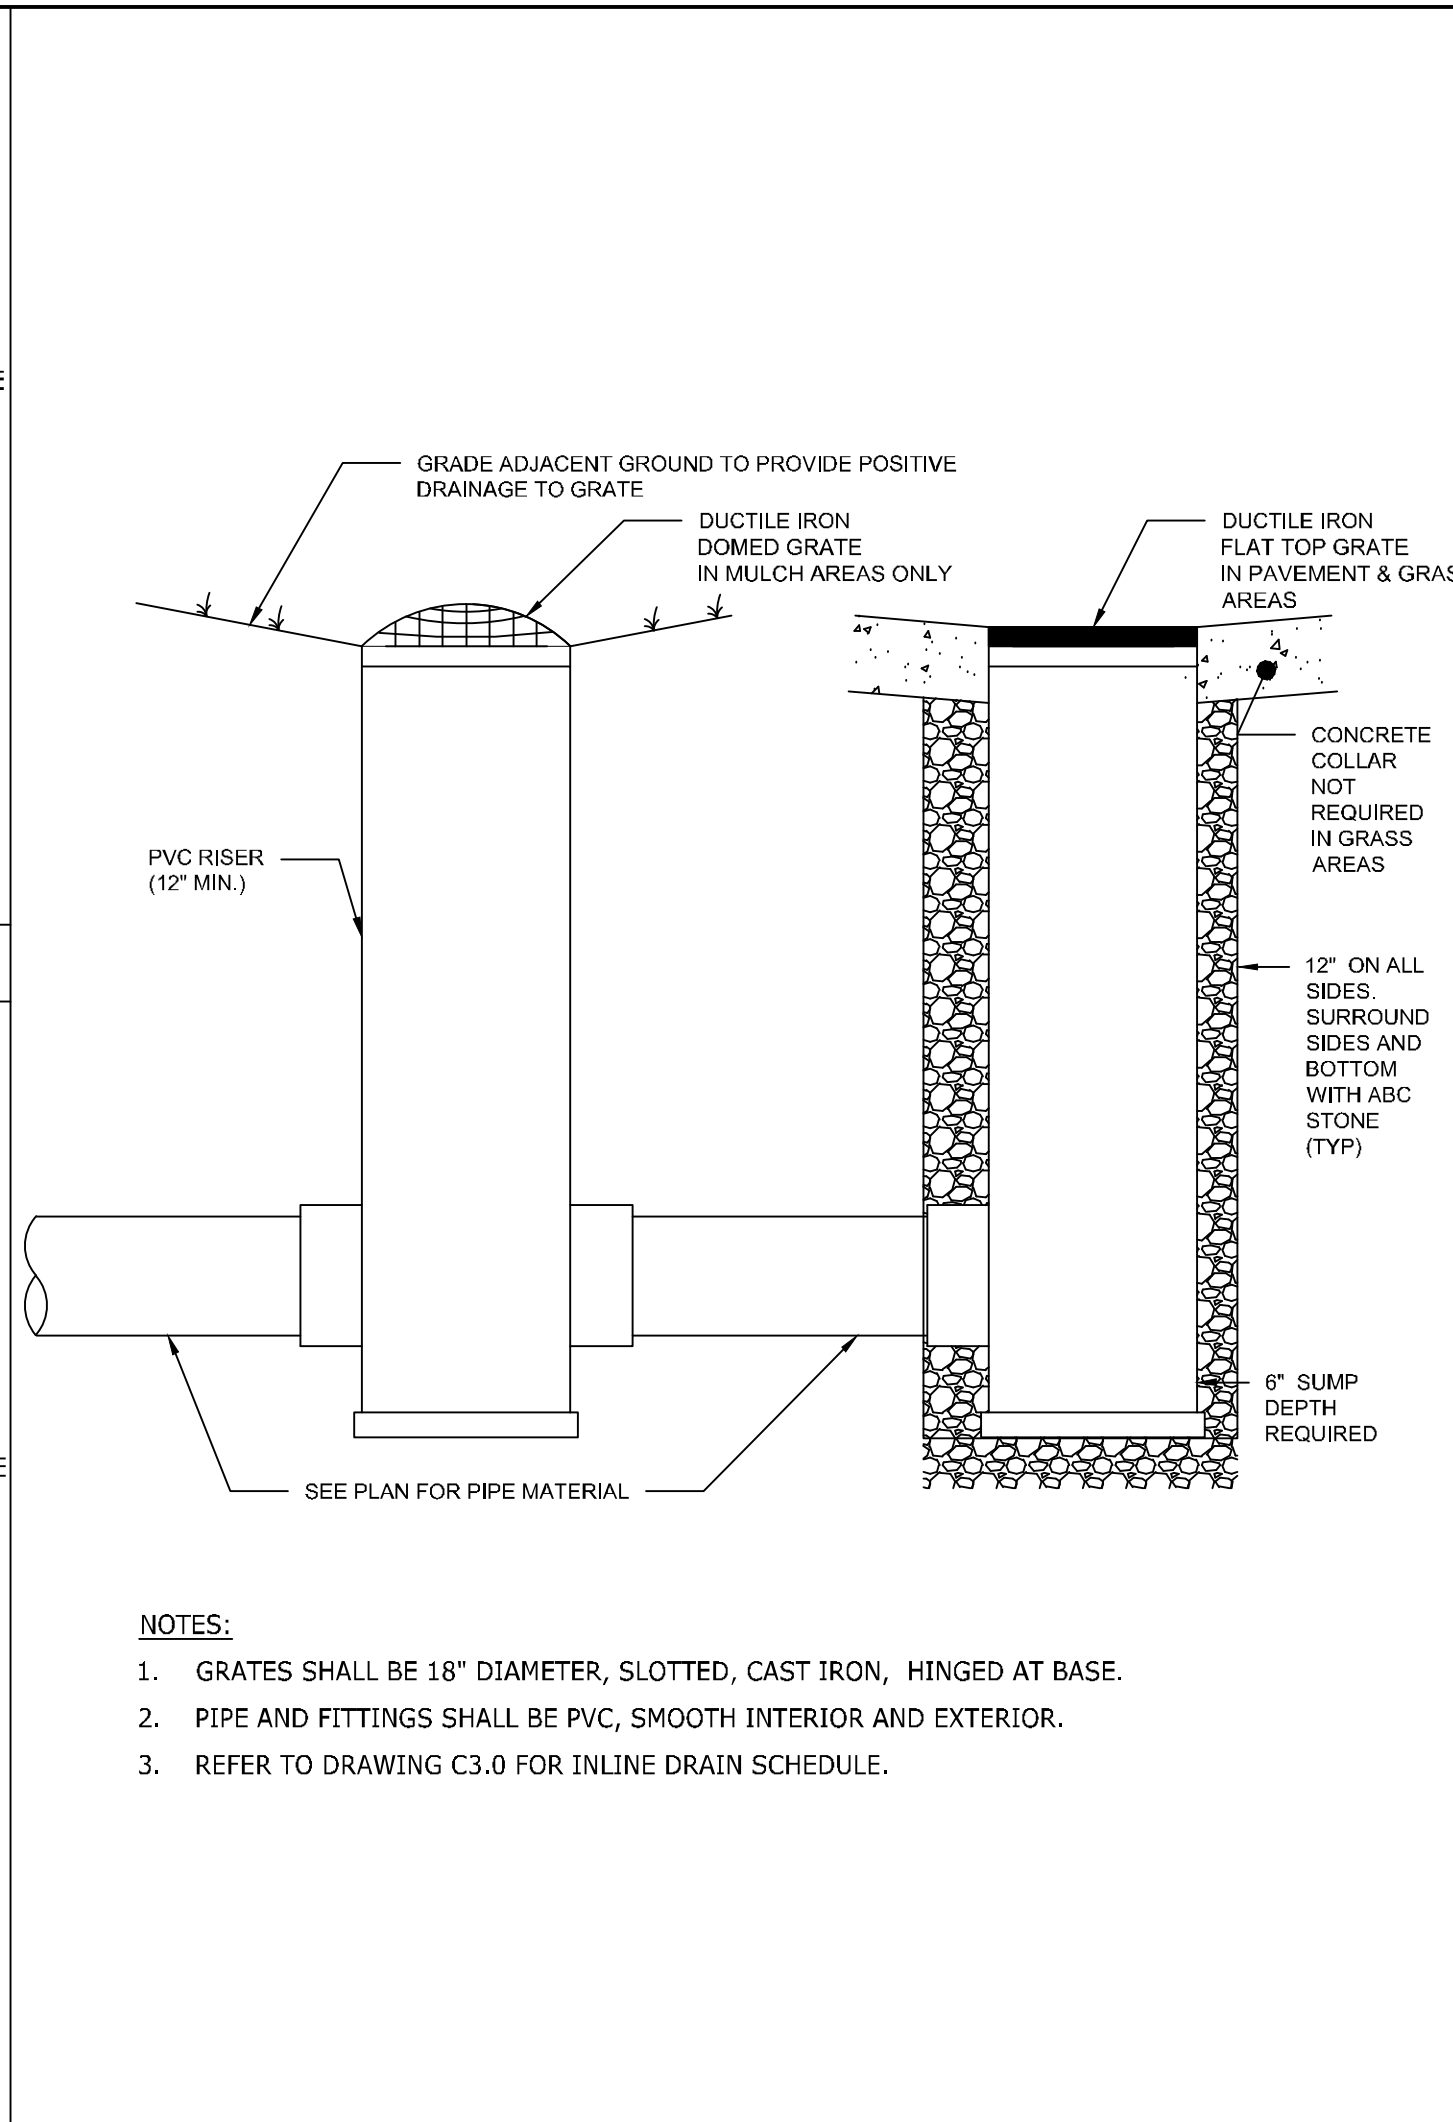 GRADE ADJACENT GROUND TO PROVIDE POSITIVE
DRAINAGE TO GRATE
DUCTILE IRON
DOMED GRATE
IN MULCH AREAS ONLY
DUCTILE IRON
FLAT TOP GRATE
IN PAVEMENT & GRAS
AREAS
CONCRETE
COLLAR
NOT
REQUIRED
IN GRASS
AREAS
PVC RISER
(12" MIN.)
12" ON ALL
SIDES.
SURROUND
SIDES AND
BOTTOM
WITH ABC
STONE
(TYP)
6" SUMP
DEPTH
REQUIRED
SEE PLAN FOR PIPE MATERIAL
NOTES:
1. GRATES SHALL BE 18" DIAMETER, SLOTTED, CAST IRON, HINGED AT BASE.
2. PIPE AND FITTINGS SHALL BE PVC, SMOOTH INTERIOR AND EXTERIOR.
3. REFER TO DRAWING C3.0 FOR INLINE DRAIN SCHEDULE.